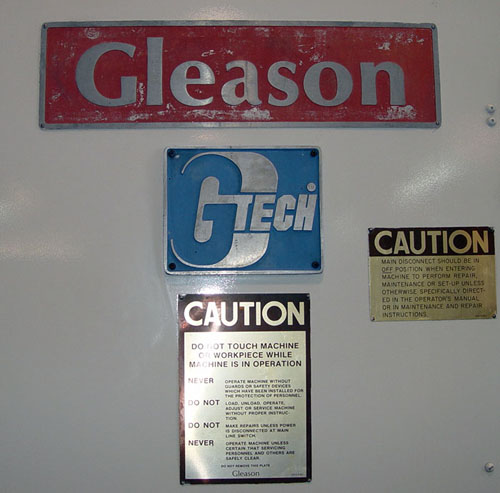 Gleason
GTECH
CAUTION
MAIN DISCONNECT SHOULD BE IN
OFF POSITION WHEN ENTERING
MACHINE TO PERFORM REPAIR,
MAINTENANCE OR SET-UP UNLESS
OTHERWISE SPECIFICALLY DIRECT-
ED IN THE OPERATOR'S MANUAL
OR IN MAINTENANCE AND REPAIR
INSTRUCTIONS.
CAUTION
DO NOT TOUCH MACHINE
OR WORKPIECE WHILE
MACHINE IS IN OPERATION
NEVER OPERATE MACHINE WITHOUT
GUARDS OR SAFETY DEVICES
WHICH HAVE BEEN INSTALLED FOR
THE PROTECTION OF PERSONNEL
DO NOT LOAD, UNLOAD, OPERATE,
ADJUST OR SERVICE MACHINE
WITHOUT PROPER INSTRUC-
TION
DO NOT MAKE REPAIRS UNLESS POWER
IS DISCONNECTED AT MAIN
LINE SWITCH
NEVER OPERATE MACHINE UNLESS
CERTAIN THAT SERVICING
PERSONNEL AND OTHERS ARE
SAFELY CLEAR
DO NOT REMOVE THIS PLATE
Gleason